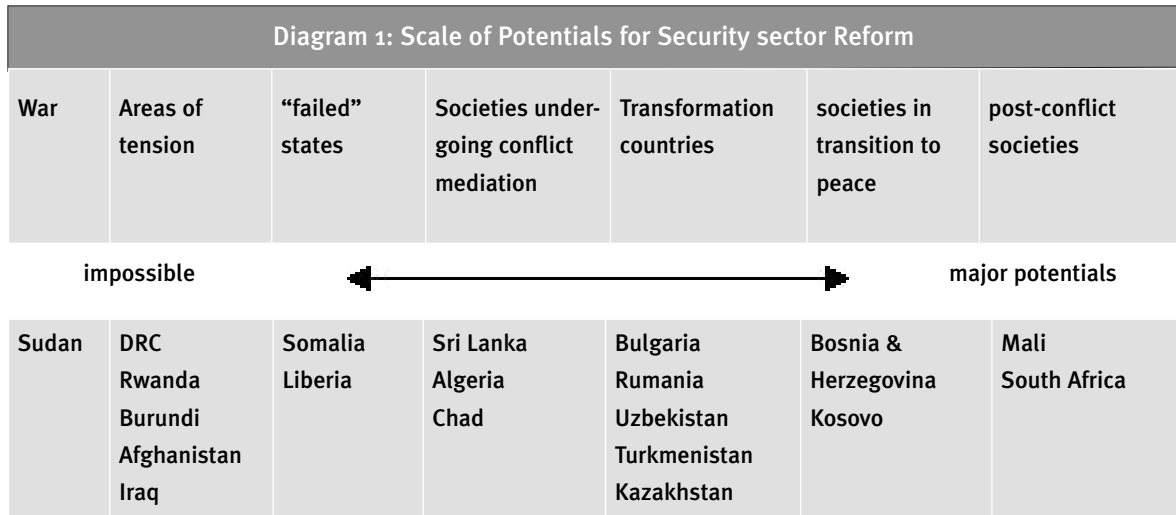 Diagram 1: Scale of Potentials for Security sector Reform
War
Areas of
tension
“failed”
states
Societies under-
going conflict
mediation
Transformation
countries
societies in
transition to
peace
post-conflict
societies
impossible
major potentials
Sudan
DRC
Rwanda
Burundi
Afghanistan
Iraq
Somalia
Liberia
Sri Lanka
Algeria
Chad
Bulgaria
Rumania
Uzbekistan
Turkmenistan
Kazakhstan
Bosnia &
Herzegovina
Kosovo
Mali
South Africa